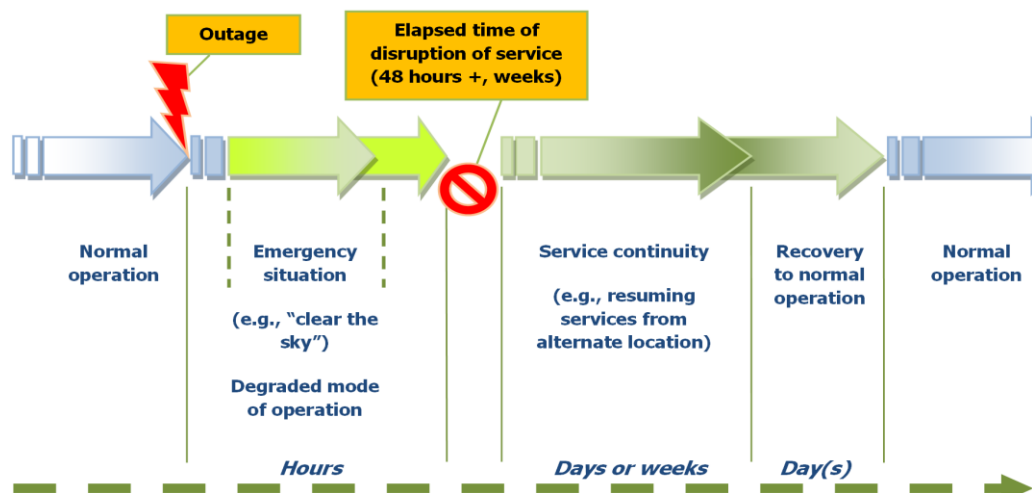 Outage
Elapsed time of
disruption of service
(48 hours +, weeks)
Normal
operation
Emergency
situation
(e.g., “clear the
sky”)
Degraded mode
of operation
Service continuity
(e.g., resuming
services from
alternate location)
Recovery
to normal
operation
Normal
operation
Hours
Days or weeks
Day(s)